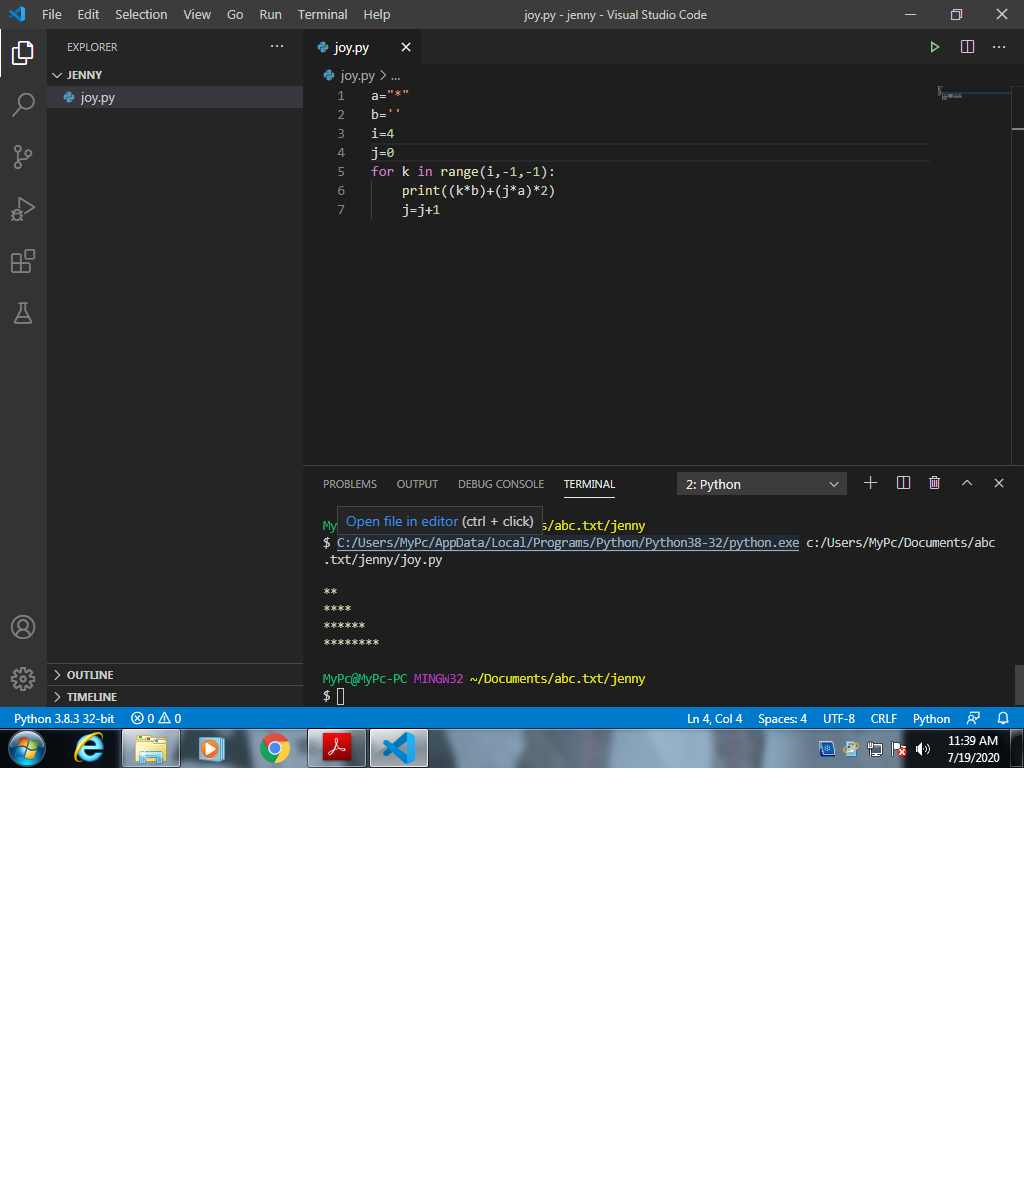 File Edit Selection View Go Run Terminal Help joy.py - jenny - Visual Studio Code
EXPLORER
JENNY
joy.py
OUTLINE
TIMELINE
joy.py
joy.py > ...
1 a="*"
2 b=''
3 i=4
4 j=0
5 for k in range(i,-1,-1):
6 print((k*b)+(j*a)*2)
7 j=j+1
PROBLEMS OUTPUT DEBUG CONSOLE TERMINAL 2: Python
Open file in editor (ctrl + click)
My s/abc.txt/jenny
$ C:/Users/MyPc/AppData/Local/Programs/Python/Python38-32/python.exe c:/Users/MyPc/Documents/abc
.txt/jenny/joy.py
**
****
******
********
MyPc@MyPc-PC MINGW32 ~/Documents/abc.txt/jenny
$
Python 3.8.3 32-bit 0 0 Ln 4, Col 4 Spaces: 4 UTF-8 CRLF Python
11:39 AM
7/19/2020